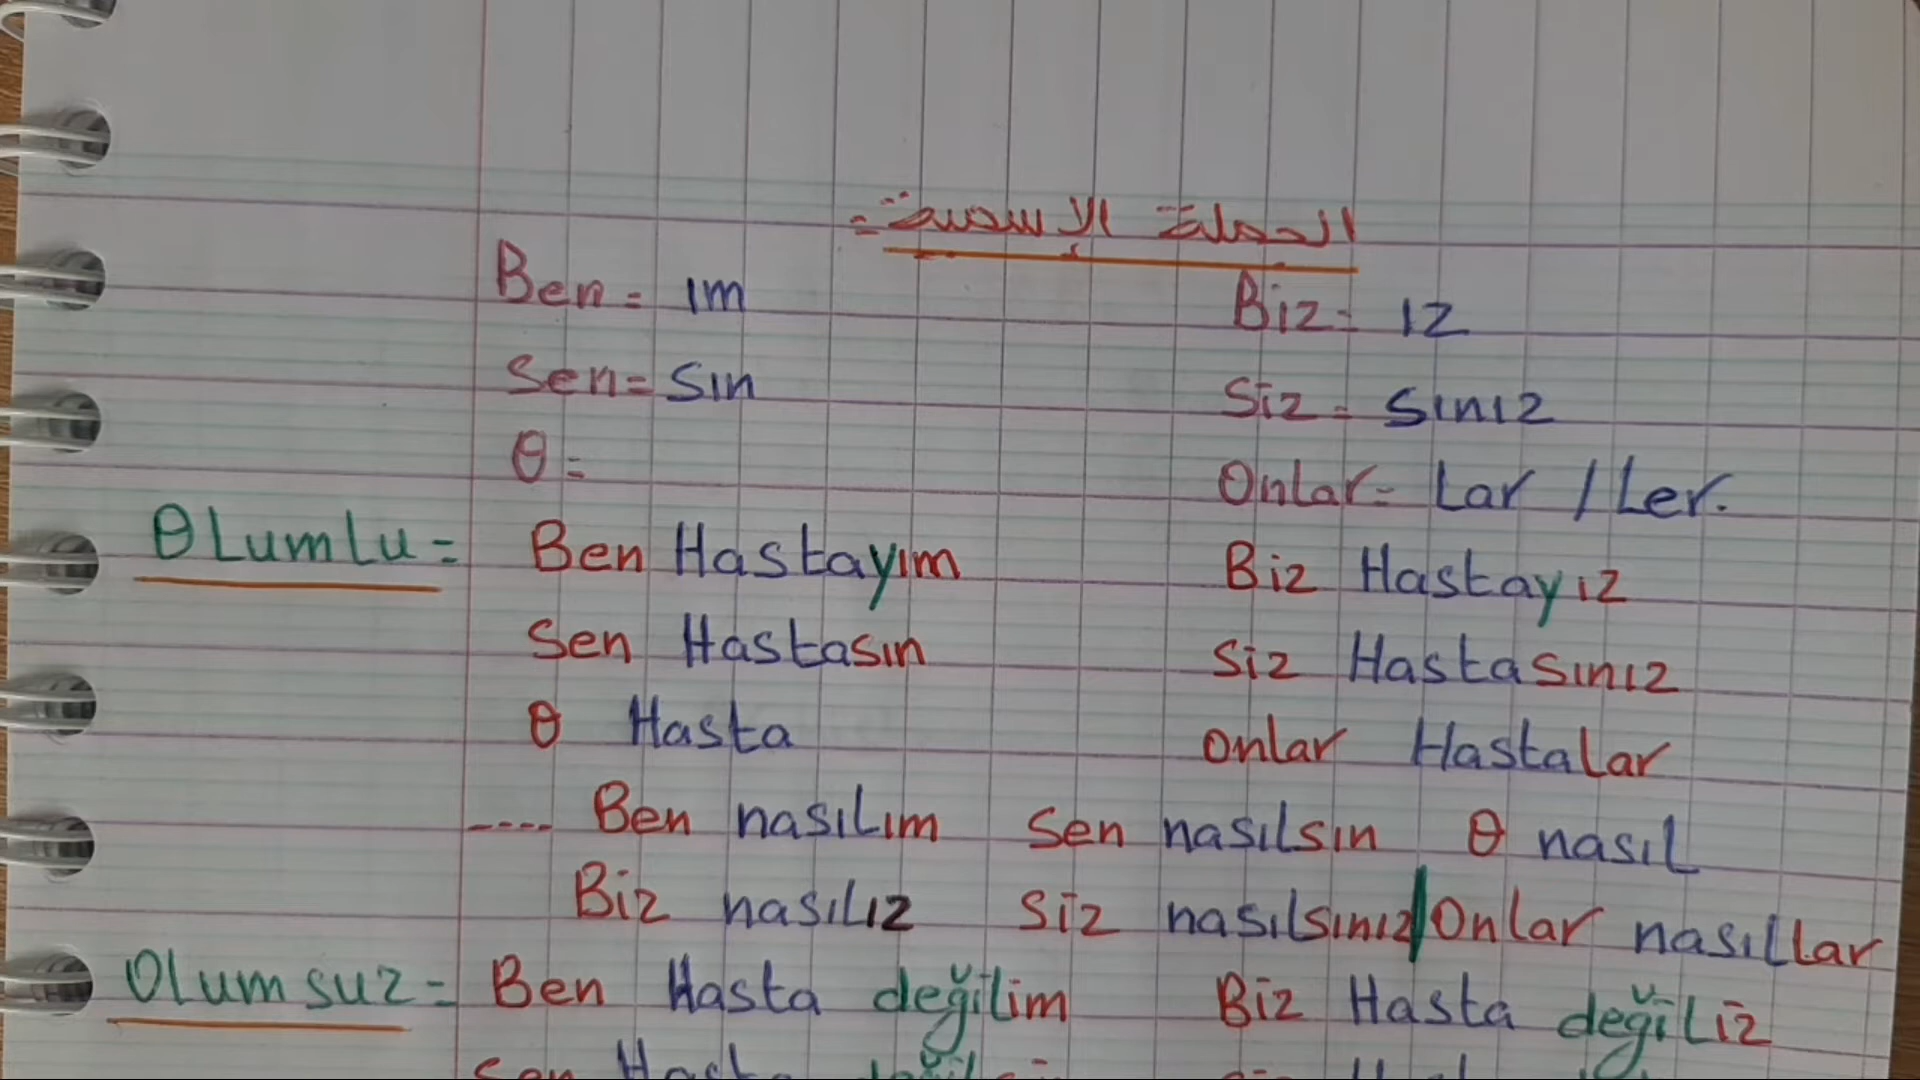 الجملة الإسمية =
Ben = ım Biz = ız
Sen = sın Siz = sınız
O = Onlar = Lar / Ler.
OLumLu = Ben Hastayım Biz Hastayız
Sen Hastasın Siz Hastasınız
O Hasta onlar Hastalar
---- Ben nasıLım Sen nasıLsın O nasıL
Biz nasıLız Siz nasıLsınız/Onlar nasıLLar
OLumsuz = Ben Hasta değiLim Biz Hasta değiLiz